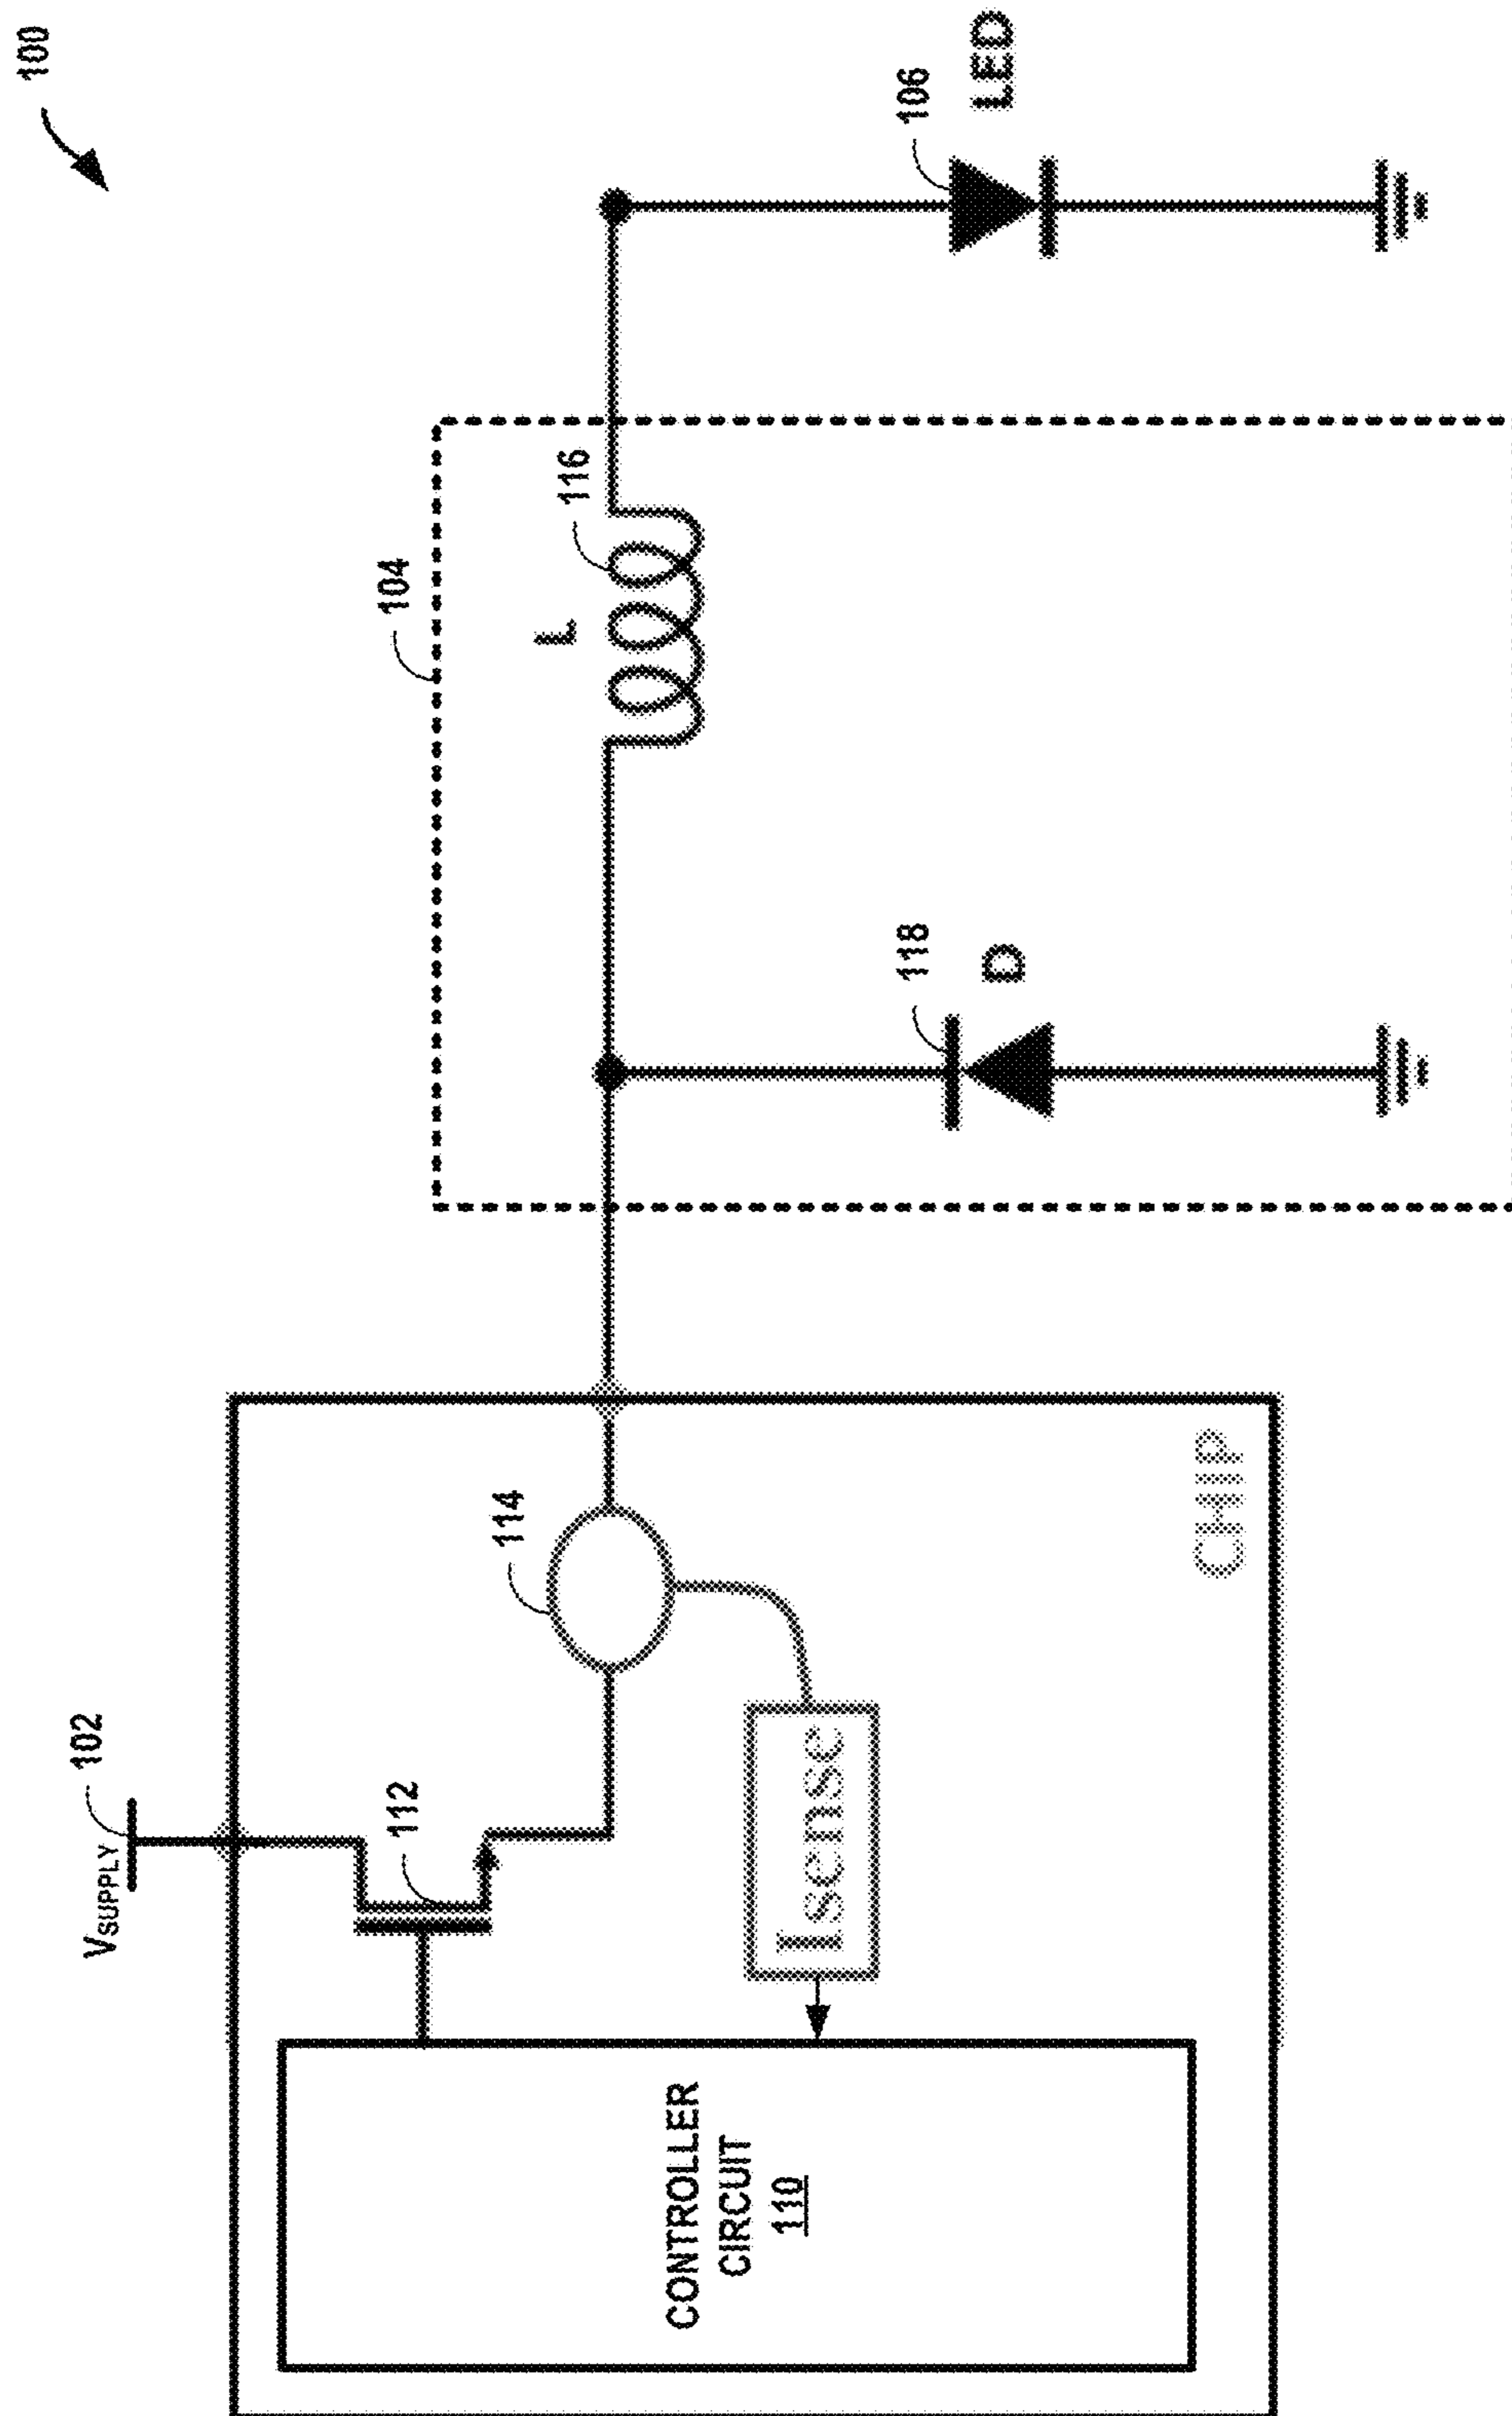 100
VSUPPLY
102
104
112
114
L
116
106
LED
118
D
Isense
CONTROLLER
CIRCUIT
110
CHIP